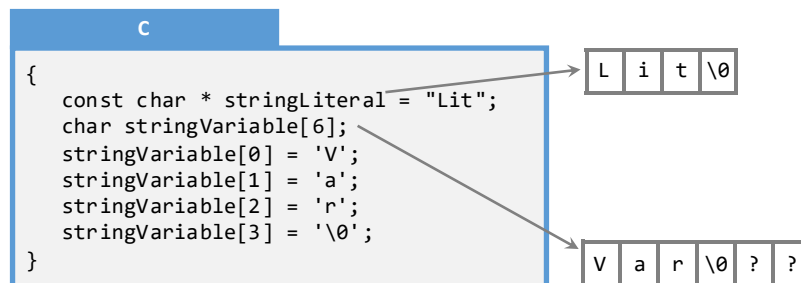 C
{
const char * stringLiteral = "Lit";
char stringVariable[6];
stringVariable[0] = 'V';
stringVariable[1] = 'a';
stringVariable[2] = 'r';
stringVariable[3] = '\0';
}
L i t \0
V a r \0 ? ?